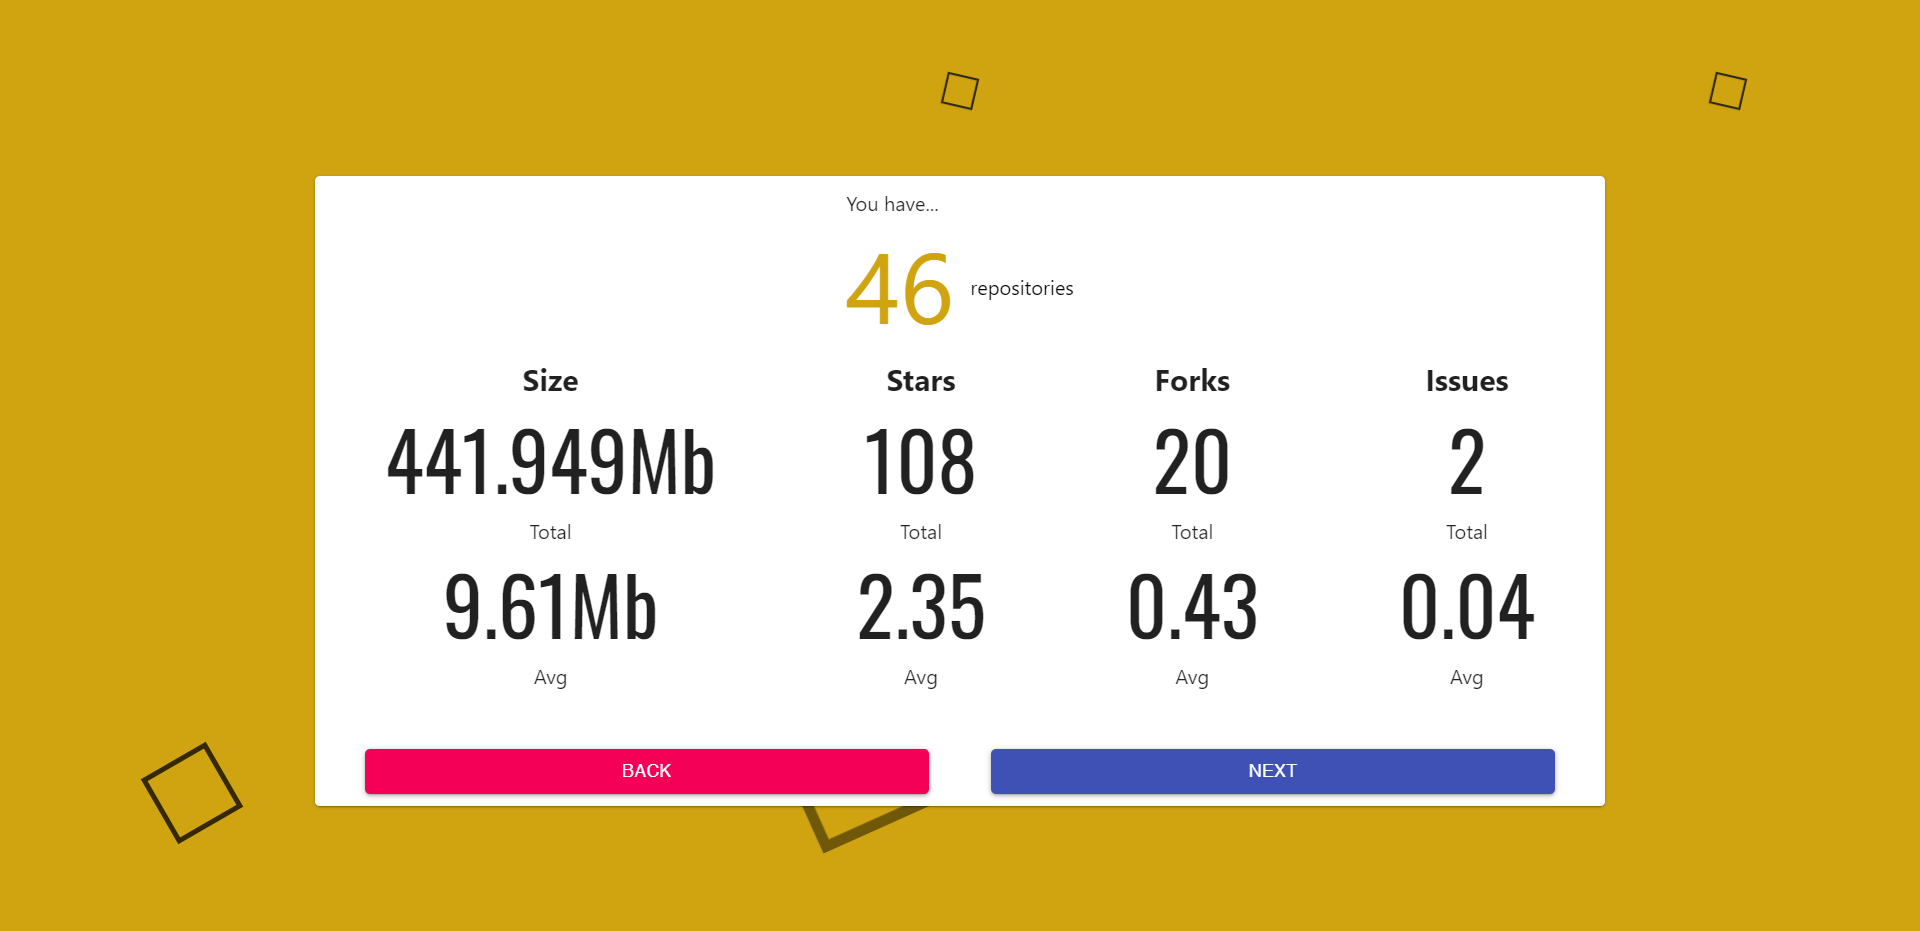 You have...
46 repositories
Size Stars Forks Issues
441.949Mb 108 20 2
Total Total Total Total
9.61Mb 2.35 0.43 0.04
Avg Avg Avg Avg
BACK NEXT